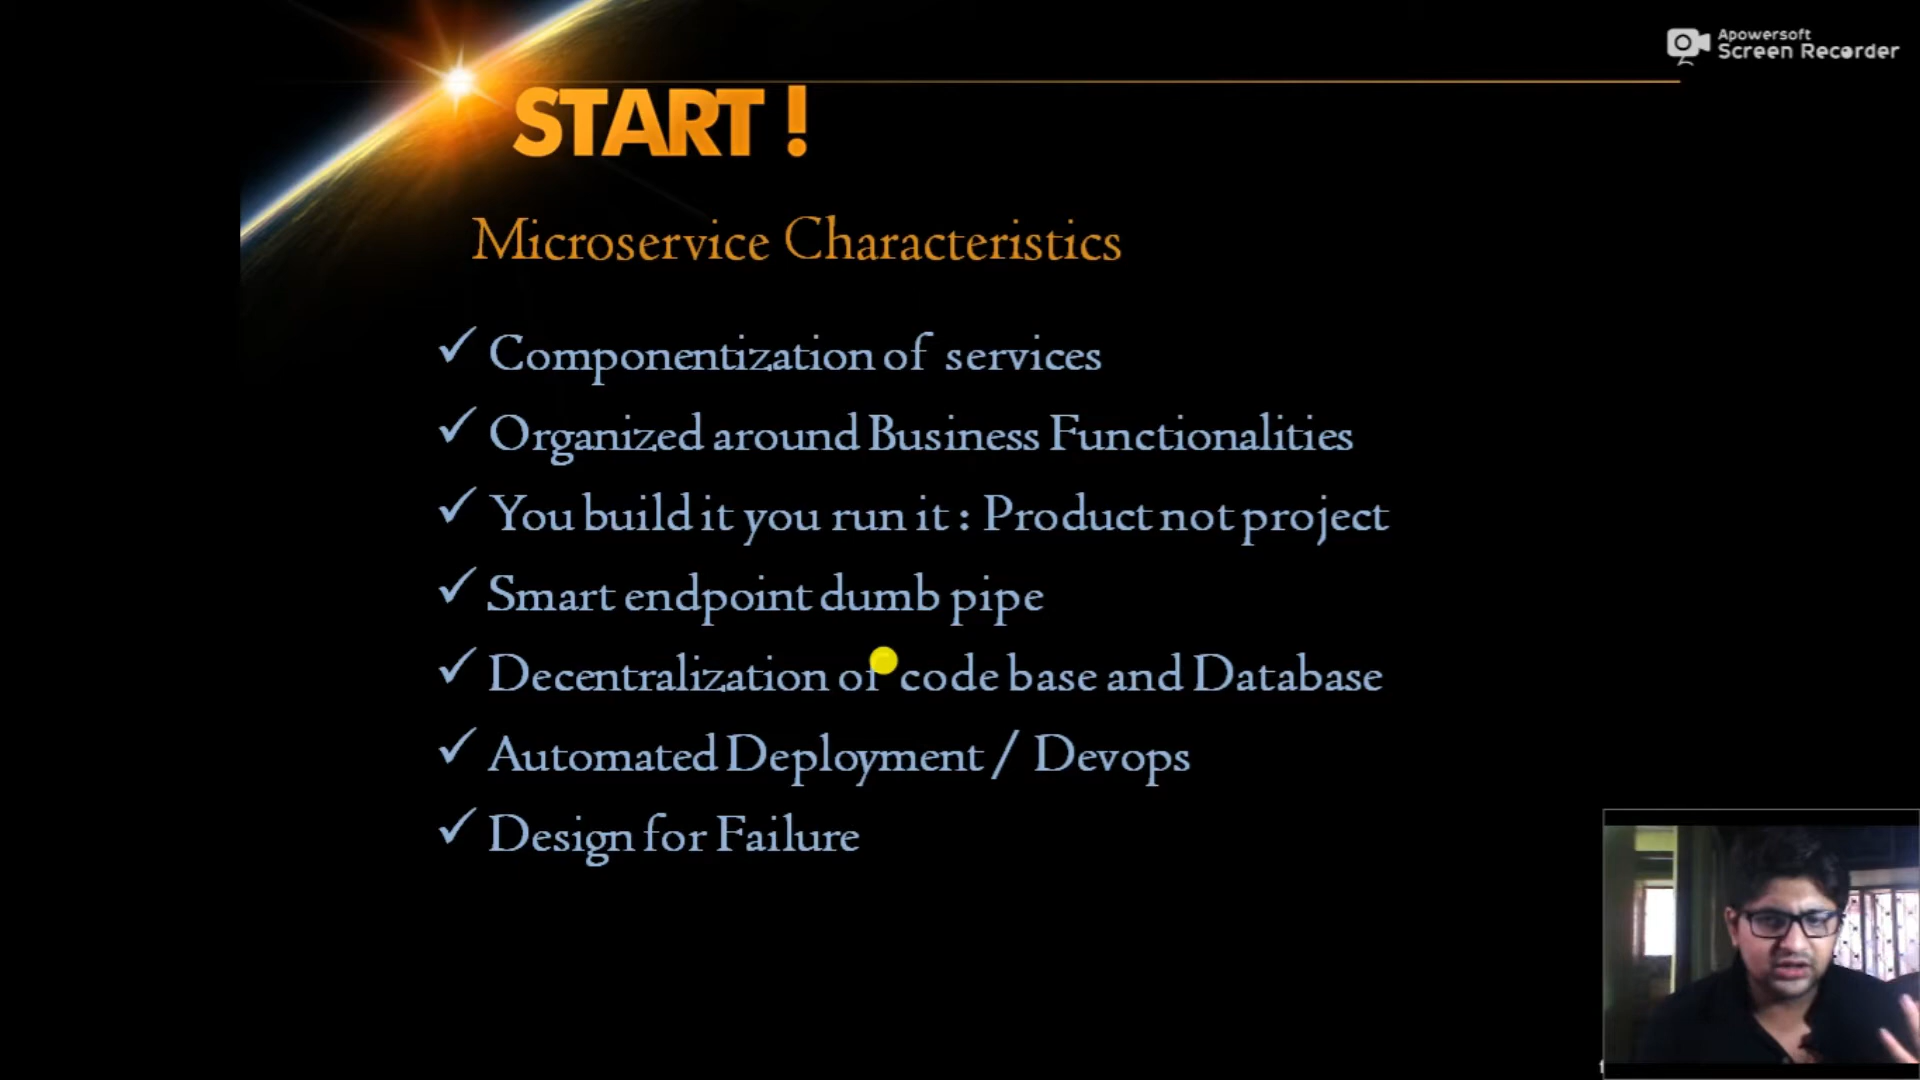 Apowersoft
Screen Recorder
START !
Microservice Characteristics
✓ Componentization of services
✓ Organized around Business Functionalities
✓ You build it you run it : Product not project
✓ Smart endpoint dumb pipe
✓ Decentralization of code base and Database
✓ Automated Deployment / Devops
✓ Design for Failure